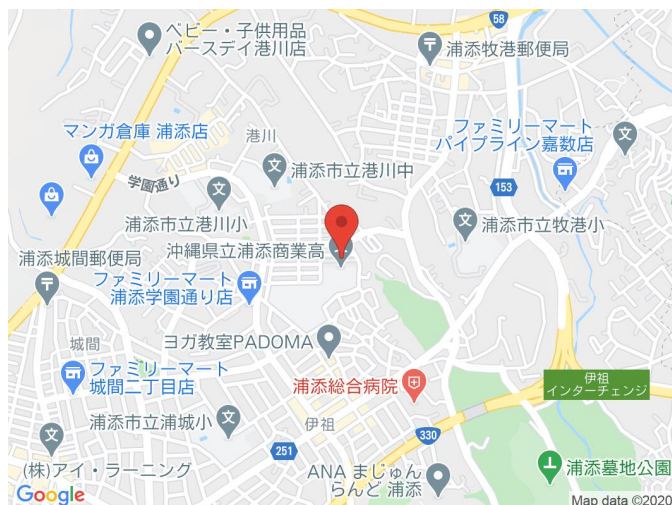 58
ベビー・子供用品
バースデイ港川店
浦添牧港郵便局
マンガ倉庫 浦添店
港川
ファミリーマート
パイプライン嘉数店
学園通り
浦添市立港川中
153
浦添市立港川小
浦添市立牧港小
沖縄県立浦添商業高
浦添城間郵便局
ファミリーマート
浦添学園通り店
城間
ヨガ教室PADOMA
ファミリーマート
城間二丁目店
浦添総合病院
伊祖
インターチェンジ
浦添市立浦城小
伊祖
330
251
(株)アイ・ラーニング
ANA まじゅん
らんど 浦添
浦添墓地公園
Google
Map data ©2020